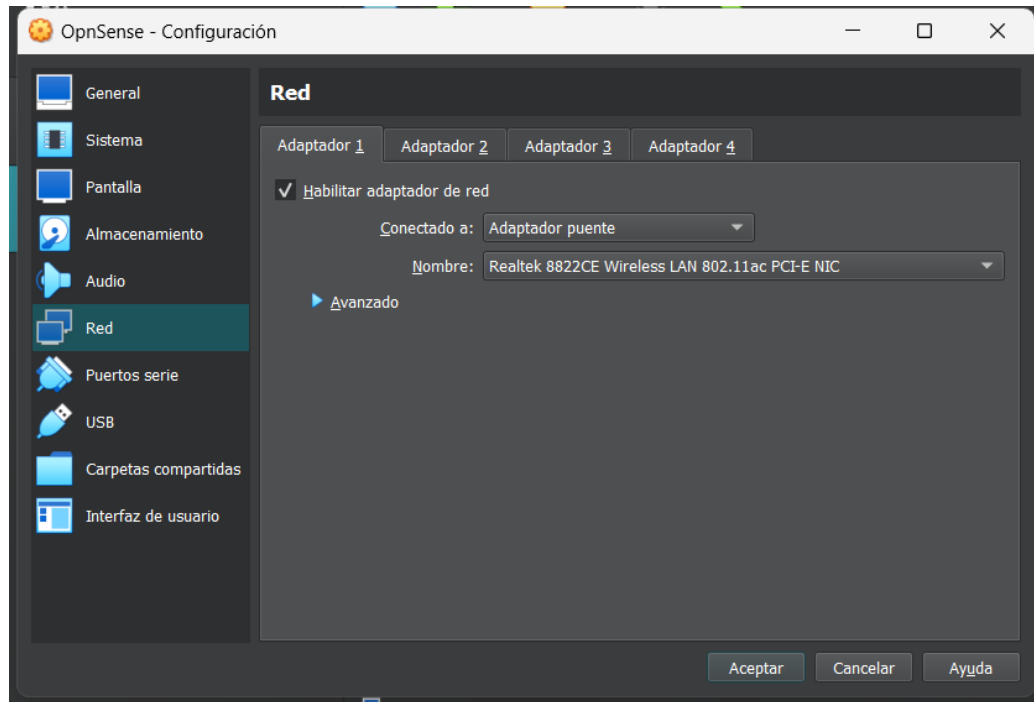 OpnSense - Configuración
General
Sistema
Pantalla
Almacenamiento
Audio
Red
Puertos serie
USB
Carpetas compartidas
Interfaz de usuario
Red
Adaptador 1 Adaptador 2 Adaptador 3 Adaptador 4
Habilitar adaptador de red
Conectado a: Adaptador puente
Nombre: Realtek 8822CE Wireless LAN 802.11ac PCI-E NIC
Avanzado
Aceptar Cancelar Ayuda